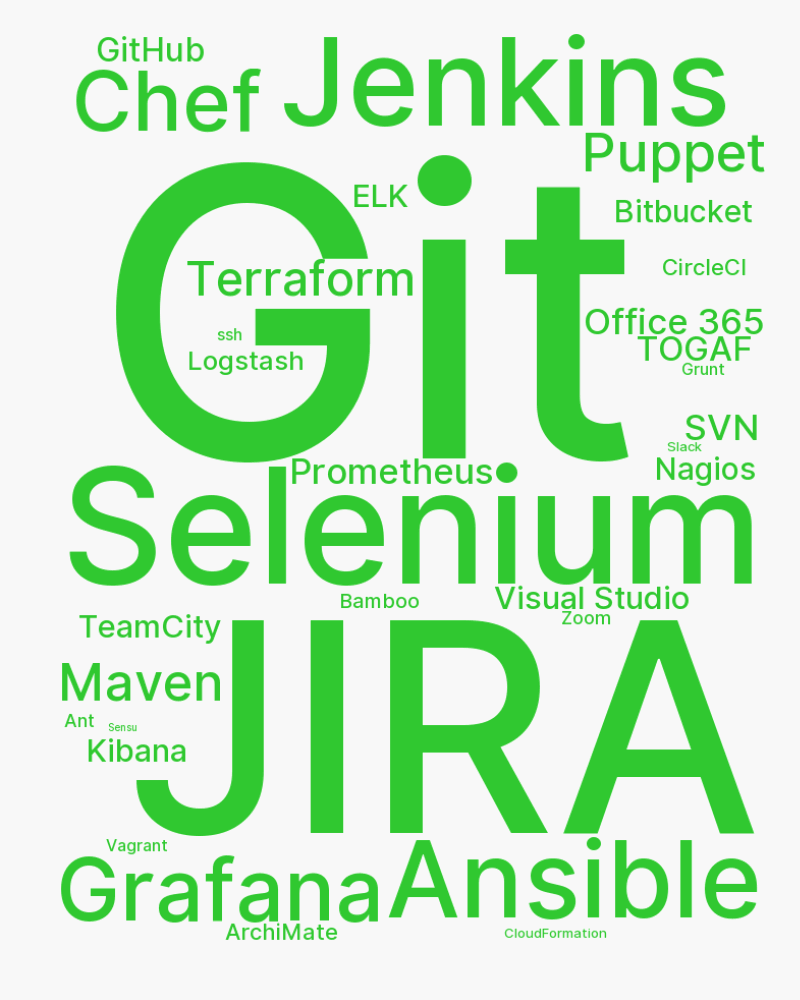 GitHub
Jenkins
Chef
Puppet
ELK
Git
Bitbucket
CircleCI
Terraform
Office 365
ssh
TOGAF
Logstash
Grunt
SVN
Slack
Prometheus
Nagios
Selenium
Bamboo
Visual Studio
Zoom
TeamCity
Maven
JIRA
Ant
Sensu
Kibana
Vagrant
Grafana
Ansible
ArchiMate
CloudFormation